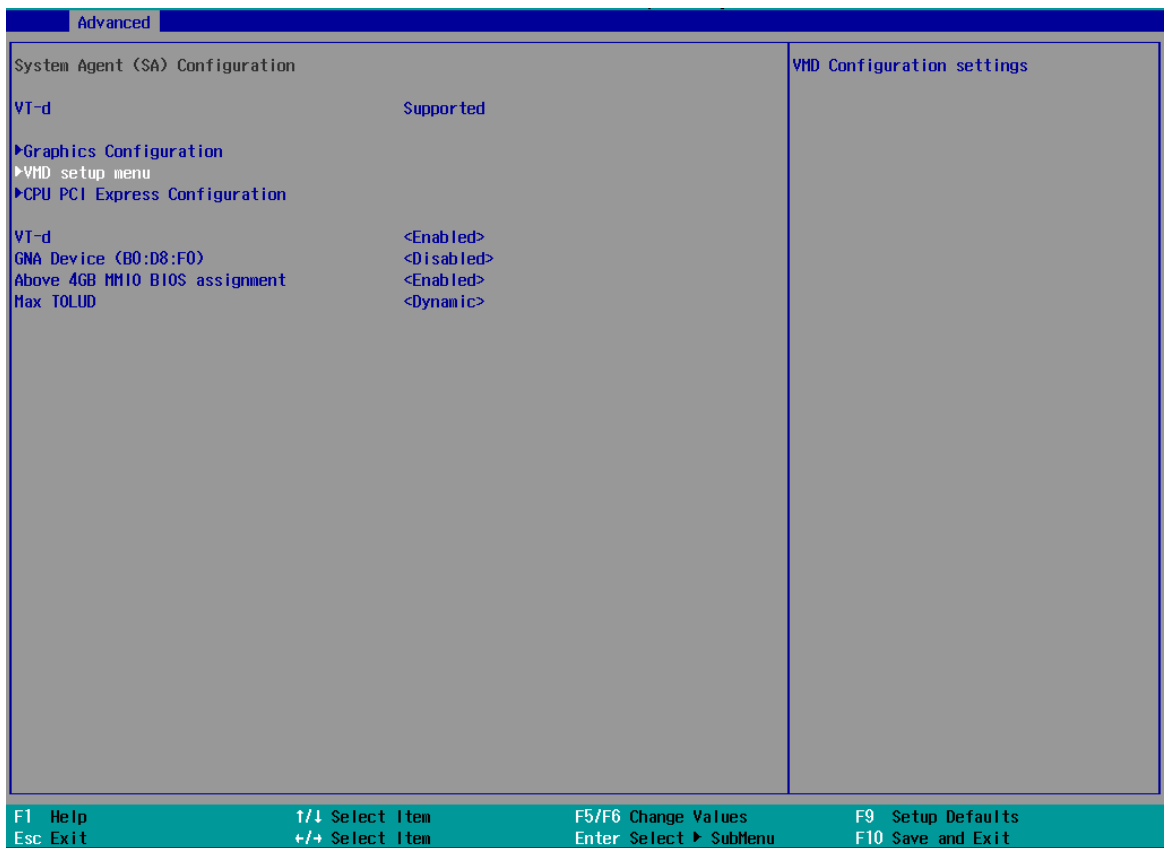 Advanced
System Agent (SA) Configuration
VMD Configuration settings
VT-d Supported
▶Graphics Configuration
▶VMD setup menu
▶CPU PCI Express Configuration
VT-d <Enabled>
GNA Device (B0:D8:F0) <Disabled>
Above 4GB MMIO BIOS assignment <Enabled>
Max TOLUD <Dynamic>
F1 Help ↑/↓ Select Item F5/F6 Change Values F9 Setup Defaults
Esc Exit ←/→ Select Item Enter Select ▶ SubMenu F10 Save and Exit